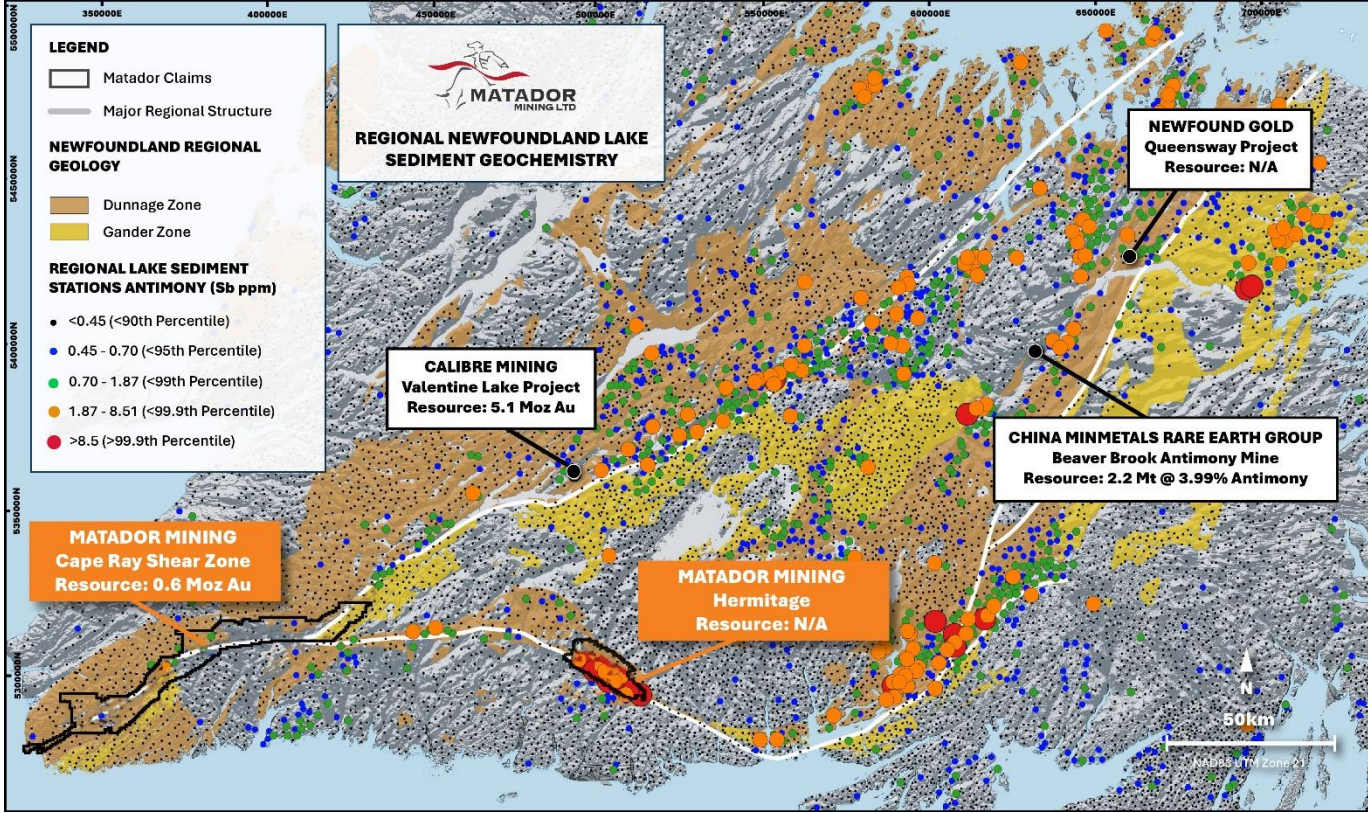 350000E
400000E
450000E
500000E
550000E
600000E
650000E
700000E
5500000N
5450000N
5400000N
5350000N
5300000N
LEGEND
Matador Claims
Major Regional Structure
NEWFOUNDLAND REGIONAL
GEOLOGY
Dunnage Zone
Gander Zone
REGIONAL LAKE SEDIMENT
STATIONS ANTIMONY (Sb ppm)
<0.45 (<90th Percentile)
0.45 - 0.70 (<95th Percentile)
0.70 - 1.87 (<99th Percentile)
1.87 - 8.51 (<99.9th Percentile)
>8.5 (>99.9th Percentile)
MATADOR
MINING LTD
REGIONAL NEWFOUNDLAND LAKE
SEDIMENT GEOCHEMISTRY
NEWFOUND GOLD
Queensway Project
Resource: N/A
CALIBRE MINING
Valentine Lake Project
Resource: 5.1 Moz Au
CHINA MINMETALS RARE EARTH GROUP
Beaver Brook Antimony Mine
Resource: 2.2 Mt @ 3.99% Antimony
MATADOR MINING
Cape Ray Shear Zone
Resource: 0.6 Moz Au
MATADOR MINING
Hermitage
Resource: N/A
N
50km
NAD83 UTM Zone 21